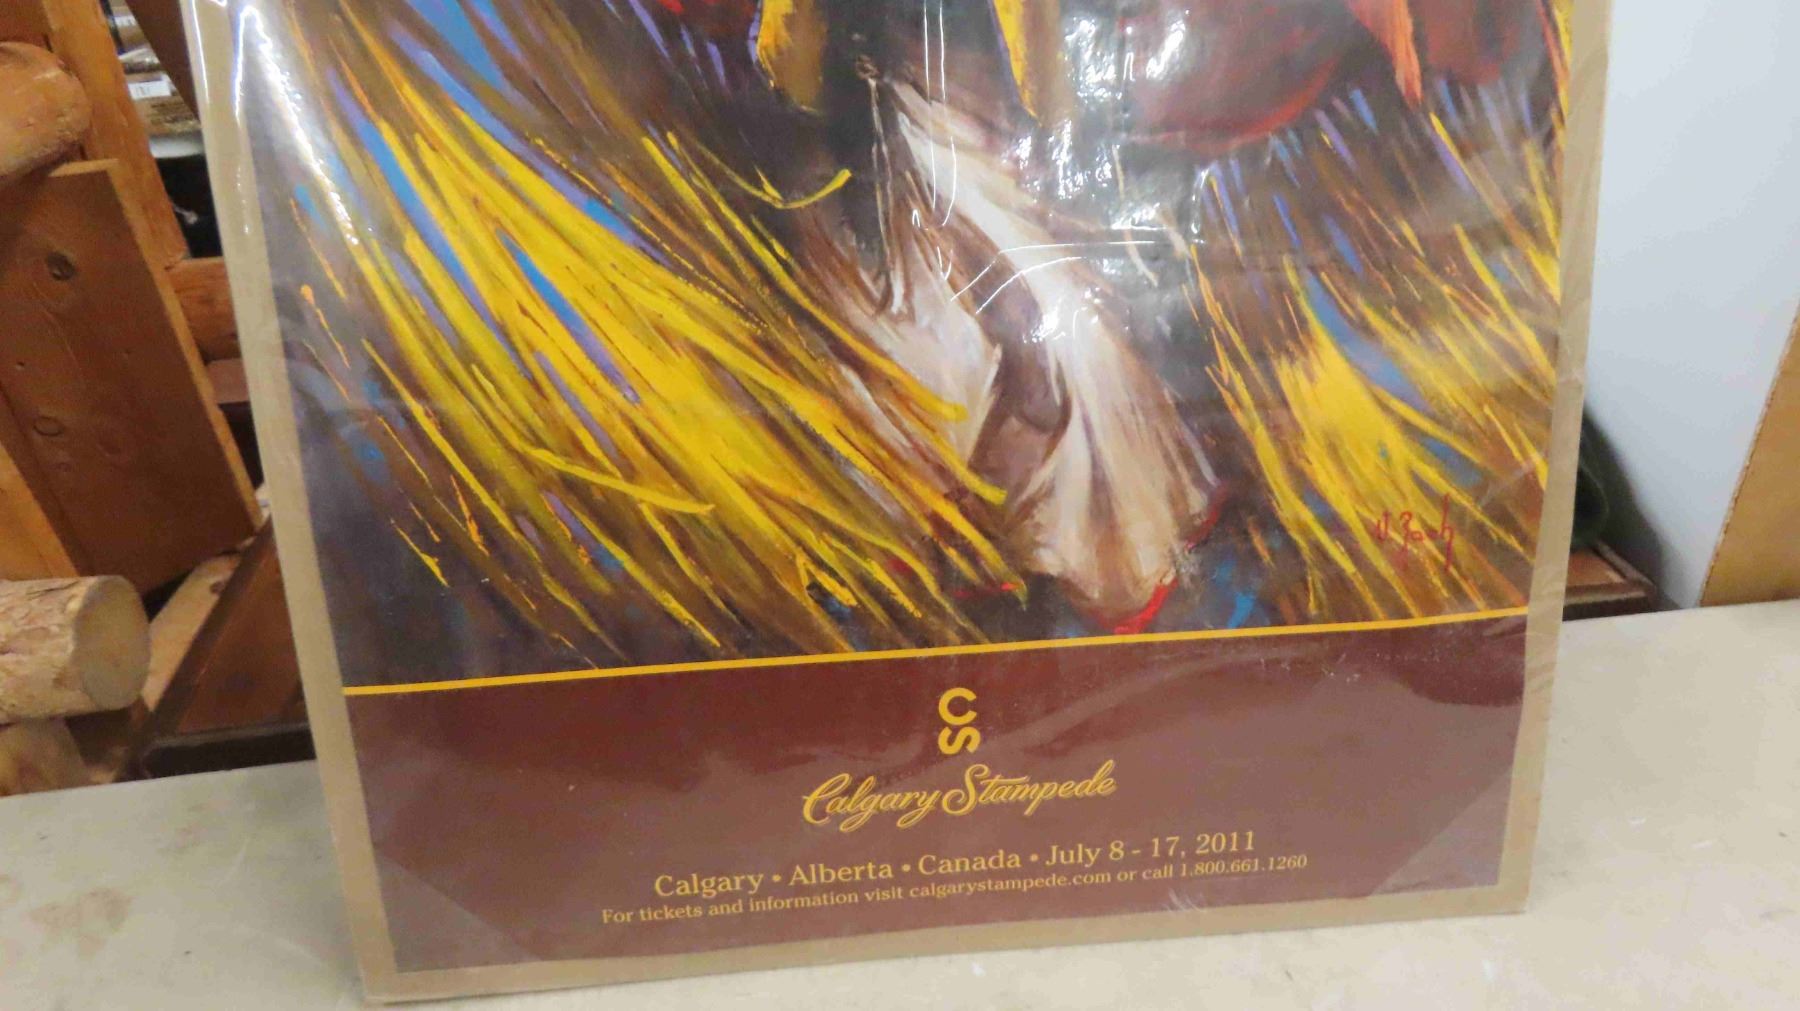 CS
Calgary Stampede
Calgary • Alberta • Canada • July 8 - 17, 2011
For tickets and information visit calgarystampede.com or call 1.800.661.1260